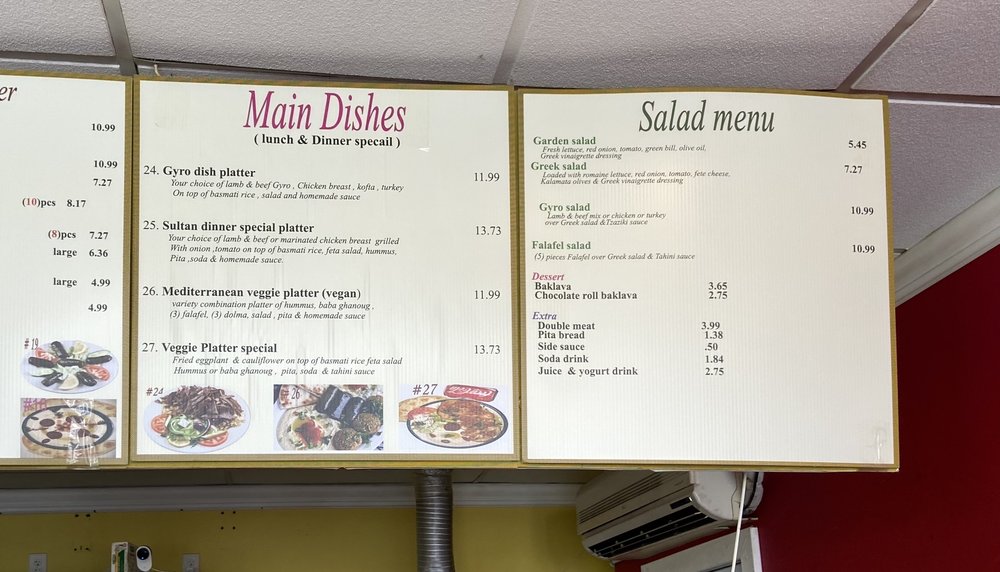 er
10.99
10.99
7.27
(10)pcs 8.17
(8)pcs 7.27
large 6.36
large 4.99
4.99
# 19
Main Dishes
( lunch & Dinner specail )
24. Gyro dish platter 11.99
Your choice of lamb & beef Gyro , Chicken breast , kofta , turkey
On top of basmati rice , salad and homemade sauce
25. Sultan dinner special platter 13.73
Your choice of lamb & beef or marinated chicken breast grilled
With onion ,tomato on top of basmati rice, feta salad, hummus,
Pita ,soda & homemade sauce.
26. Mediterranean veggie platter (vegan) 11.99
variety combination platter of hummus, baba ghanoug ,
(3) falafel, (3) dolma, salad , pita & homemade sauce
27. Veggie Platter special 13.73
Fried eggplant & cauliflower on top of basmati rice feta salad
Hummus or baba ghanoug , pita, soda & tahini sauce
#24
# 26
#27
Salad menu
Garden salad 5.45
Fresh lettuce, red onion, tomato, green bill, olive oil,
Greek vinaigrette dressing
Greek salad 7.27
Loaded with romaine lettuce, red onion, tomato, fete cheese,
Kalamata olives & Greek vinaigrette dressing
Gyro salad 10.99
Lamb & beef mix or chicken or turkey
over Greek salad &Tzaziki sauce
Falafel salad 10.99
(5) pieces Falafel over Greek salad & Tahini sauce
Dessert
Baklava 3.65
Chocolate roll baklava 2.75
Extra
Double meat 3.99
Pita bread 1.38
Side sauce .50
Soda drink 1.84
Juice & yogurt drink 2.75